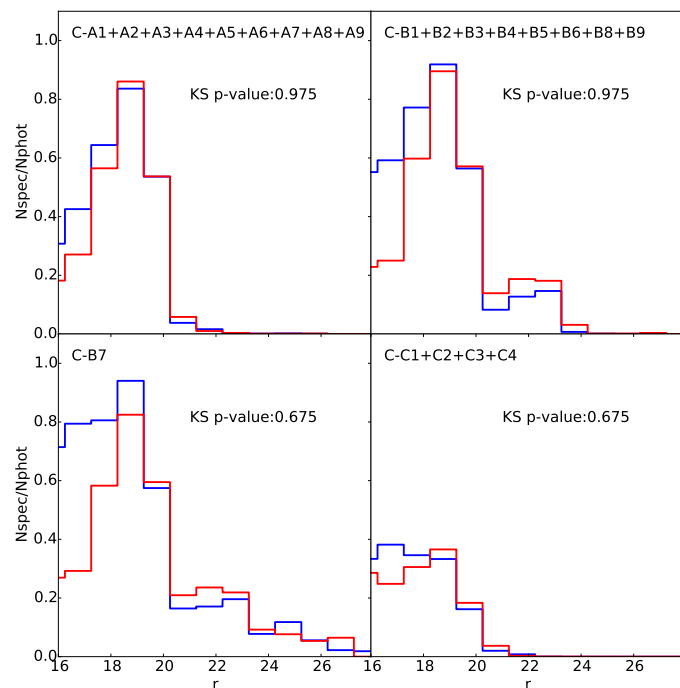 C-A1+A2+A3+A4+A5+A6+A7+A8+A9
KS p-value:0.975
C-B1+B2+B3+B4+B5+B6+B8+B9
KS p-value:0.975
1.0
0.8
0.6
0.4
0.2
0.0
Nspec/Nphot
C-B7
KS p-value:0.675
C-C1+C2+C3+C4
KS p-value:0.675
1.0
0.8
0.6
0.4
0.2
0.0
Nspec/Nphot
16 18 20 22 24 26
r
16 18 20 22 24 26
r